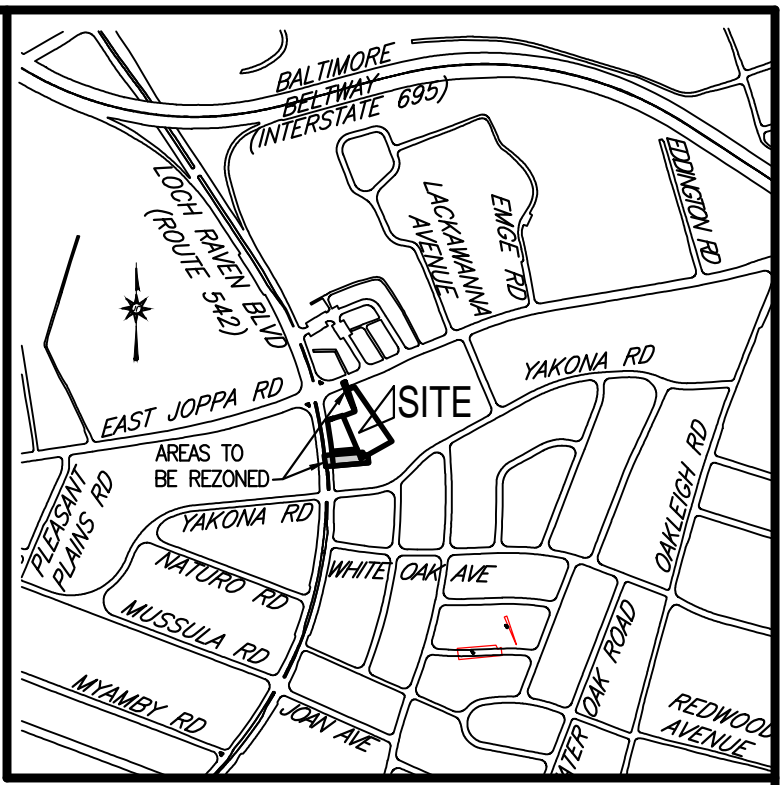 BALTIMORE
BELTWAY
(INTERSTATE 695)
LOCH RAVEN BLVD
(ROUTE 542)
LACKAWANNA
AVENUE
EMGE RD
EDDINGTON RD
N
YAKONA RD
EAST JOPPA RD
SITE
AREAS TO
BE REZONED
PLEASANT
PLAINS RD
YAKONA RD
OAKLEIGH RD
NATURO RD
WHITE OAK AVE
MUSSULA RD
MYAMBY RD
JOAN AVE
OAK ROAD
REDWOOD
AVENUE